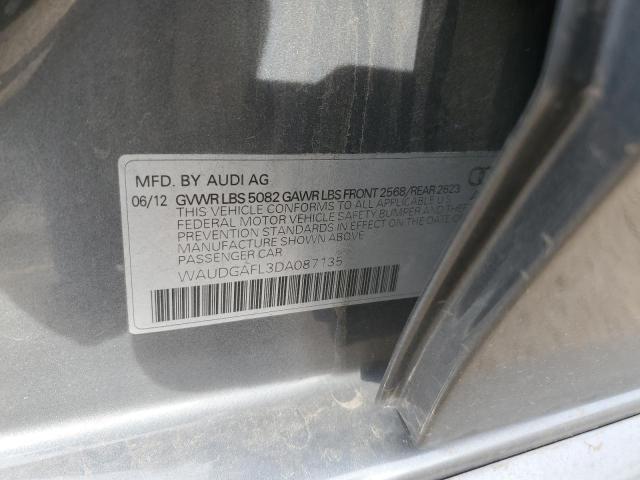 MFD. BY AUDI AG
06/12 GVWR LBS 5082 GAWR LBS FRONT 2568/REAR 2623
THIS VEHICLE CONFORMS TO ALL APPLICABLE U.S.
FEDERAL MOTOR VEHICLE SAFETY BUMPER AND THEFT
PREVENTION STANDARDS IN EFFECT ON THE DATE OF
MANUFACTURE SHOWN ABOVE
PASSENGER CAR
WAUDGAFL3DA087135